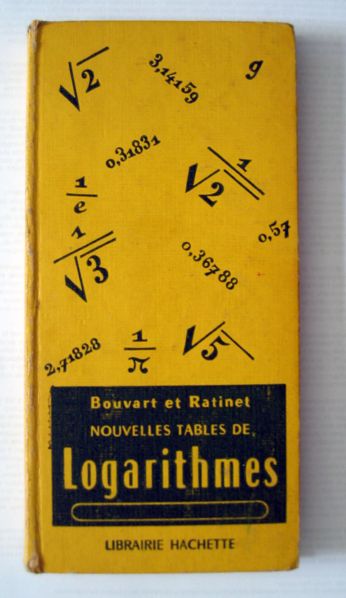 √2
3,14159
g
0,31831
1/√2
1/e
0,57
1/√3
0,36788
2,71828
1/π
√5
Bouvart et Ratinet
NOUVELLES TABLES DE
Logarithmes
LIBRAIRIE HACHETTE